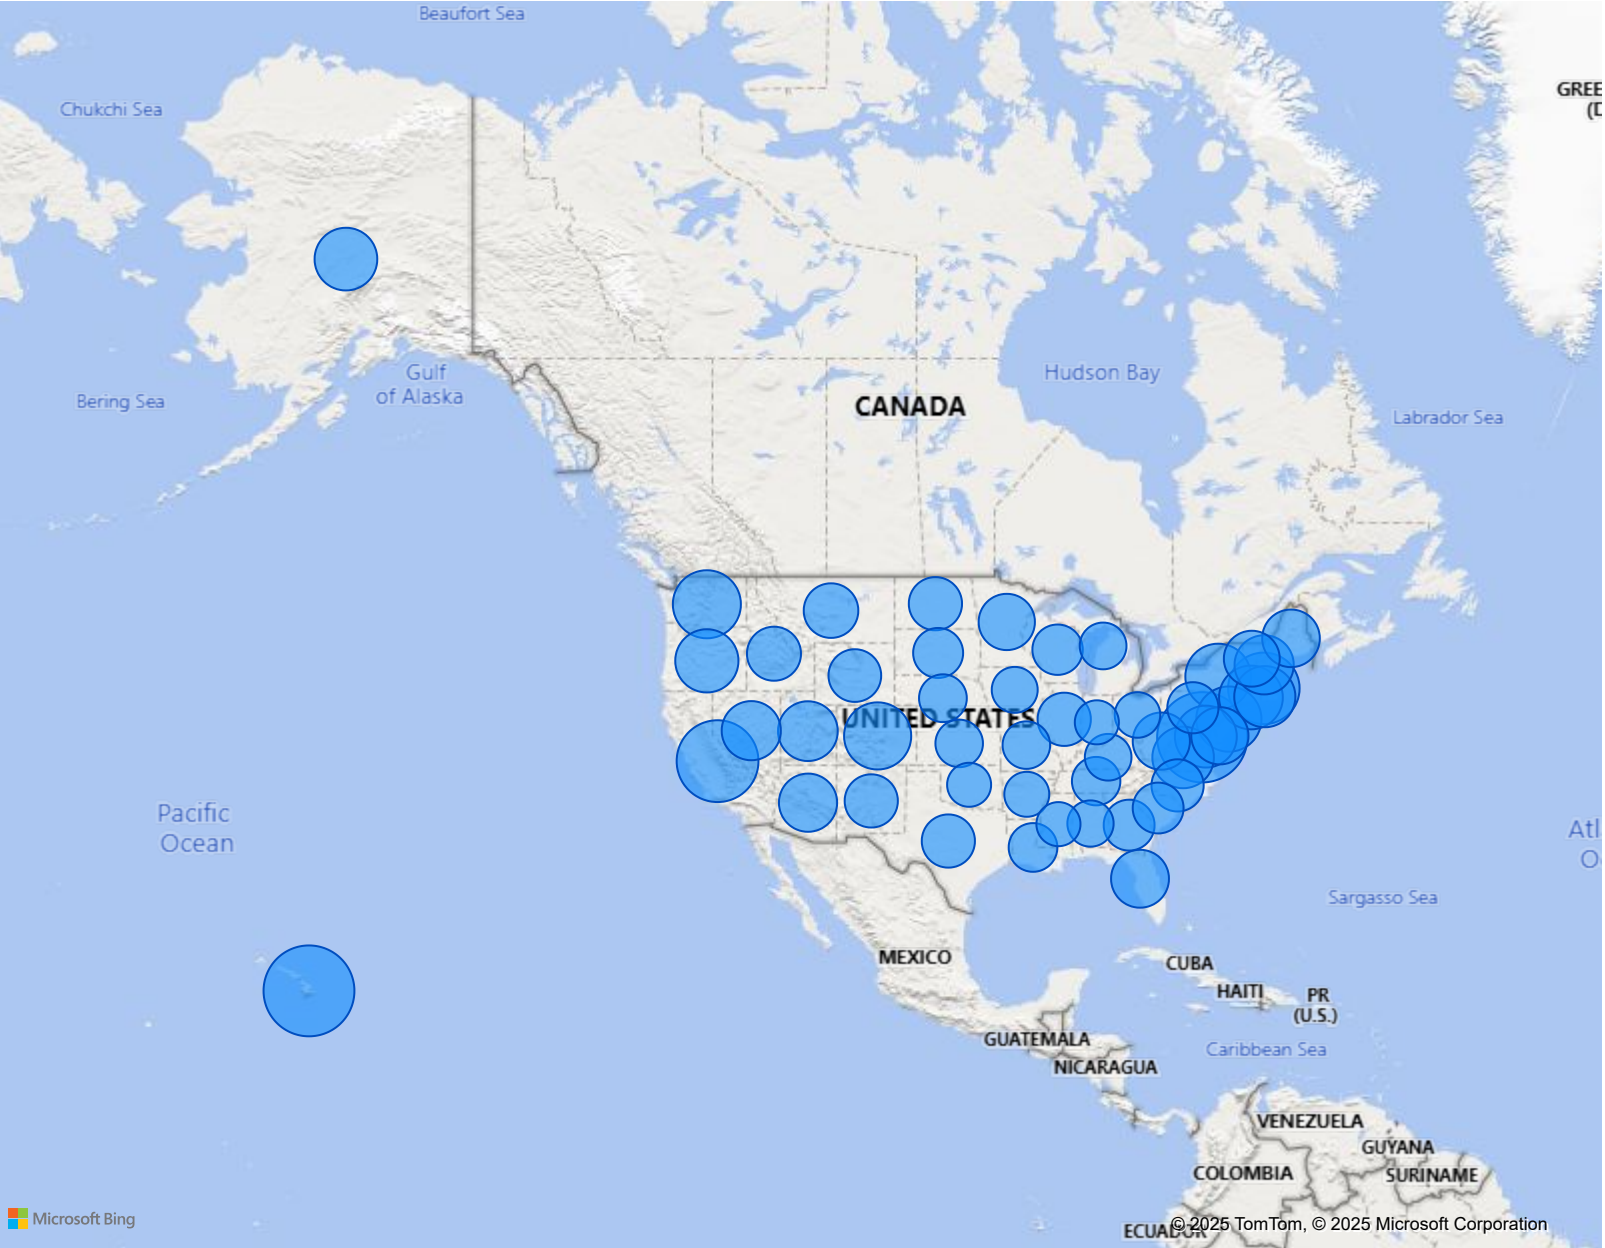 Beaufort Sea
Chukchi Sea
GREE
(D
Gulf
of Alaska
Bering Sea
Hudson Bay
CANADA
Labrador Sea
UNITED STATES
Pacific
Ocean
Atl
O
Sargasso Sea
MEXICO
CUBA
HAITI
PR
(U.S.)
GUATEMALA
Caribbean Sea
NICARAGUA
VENEZUELA
GUYANA
COLOMBIA
SURINAME
Microsoft Bing
ECUADOR
© 2025 TomTom, © 2025 Microsoft Corporation